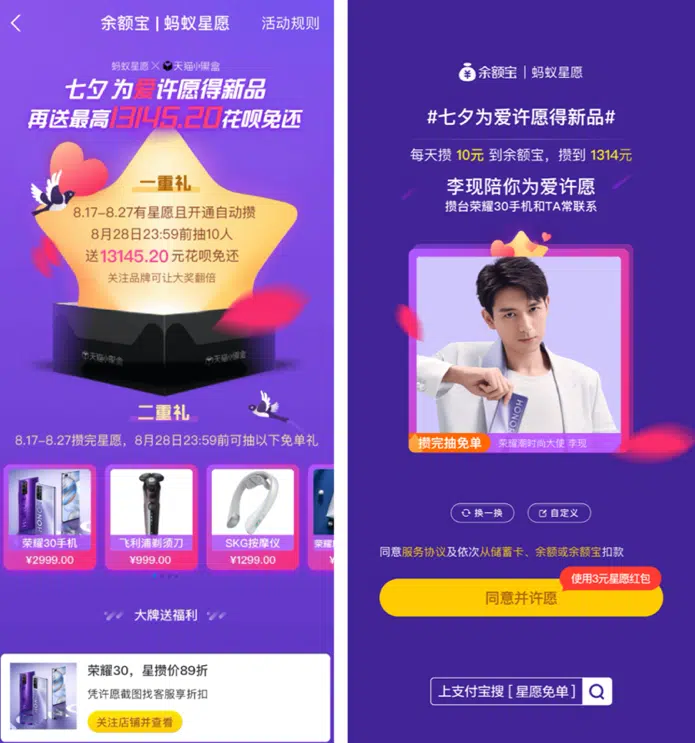 余额宝 | 蚂蚁星愿
活动规则
蚂蚁星愿×天猫小黑盒
七夕为爱许愿得新品
再送最高13145.20花呗免还
一重礼
8.17-8.27有星愿且开通自动攒
8月28日23:59前抽10人
送13145.20元花呗免还
关注品牌可让大奖翻倍
天猫小黑盒
天猫小黑盒
二重礼
8.17-8.27攒完星愿，8月28日23:59前可抽以下免单礼
HONOR
荣耀30手机
¥2999.00
飞利浦剃须刀
¥999.00
SKG按摩仪
¥1299.00
大牌送福利
荣耀30，星攒价89折
凭许愿截图找客服享折扣
关注店铺并查看
余额宝 | 蚂蚁星愿
#七夕为爱许愿得新品#
每天攒 10元 到余额宝，攒到 1314元
李现陪你为爱许愿
攒台荣耀30手机和TA常联系
HONOR
攒完抽免单
荣耀潮时尚大使 李现
换一换
自定义
同意服务协议及依次从储蓄卡、余额或余额宝扣款
使用3元星愿红包
同意并许愿
上支付宝搜 [ 星愿免单 ]